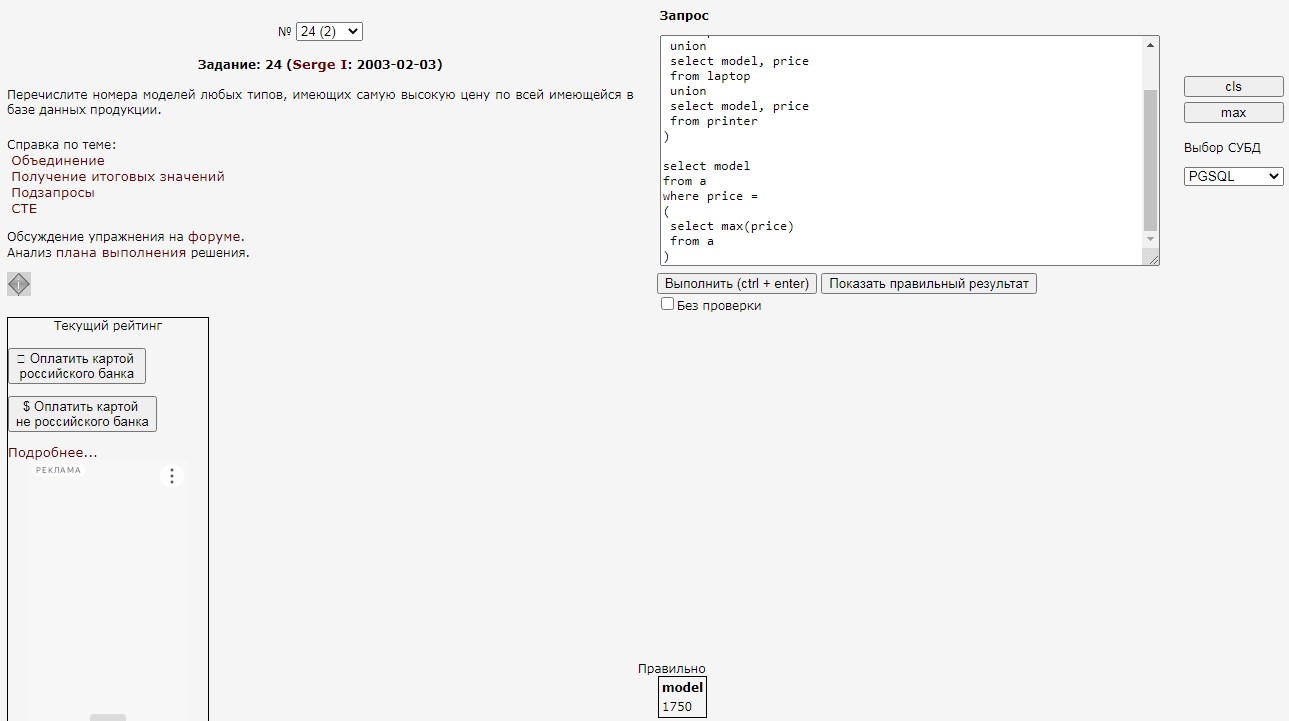 № 24 (2)
Задание: 24 (Serge I: 2003-02-03)
Перечислите номера моделей любых типов, имеющих самую высокую цену по всей имеющейся в
базе данных продукции.
Справка по теме:
Объединение
Получение итоговых значений
Подзапросы
CTE
Обсуждение упражнения на форуме.
Анализ плана выполнения решения.
Текущий рейтинг
Оплатить картой
российского банка
$ Оплатить картой
не российского банка
Подробнее...
РЕКЛАМА
Запрос
union
select model, price
from laptop
union
select model, price
from printer
)
select model
from a
where price =
(
select max(price)
from a
)
Выполнить (ctrl + enter) Показать правильный результат
Без проверки
cls
max
Выбор СУБД
PGSQL
Правильно
model
1750